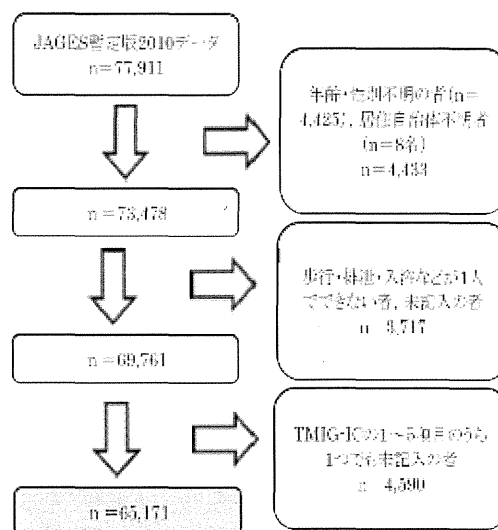 JAGES暫定版2010データ
n=77,911
年齢・性別不明の者(n=
4,425), 居住自治体不明者
(n=8名)
n=4,433
n=73,478
歩行・排泄・入浴などが1人
でできない者, 未記入の者
n 3,717
n=69,761
TMIG-ICの1～5項目のうち
1つでも未記入の者
n 4,590
n=65,171